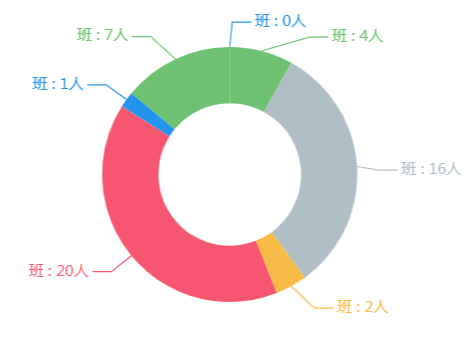 班 : 0人
班 : 7人
班 : 4人
班 : 1人
班 : 16人
班 : 20人
班 : 2人